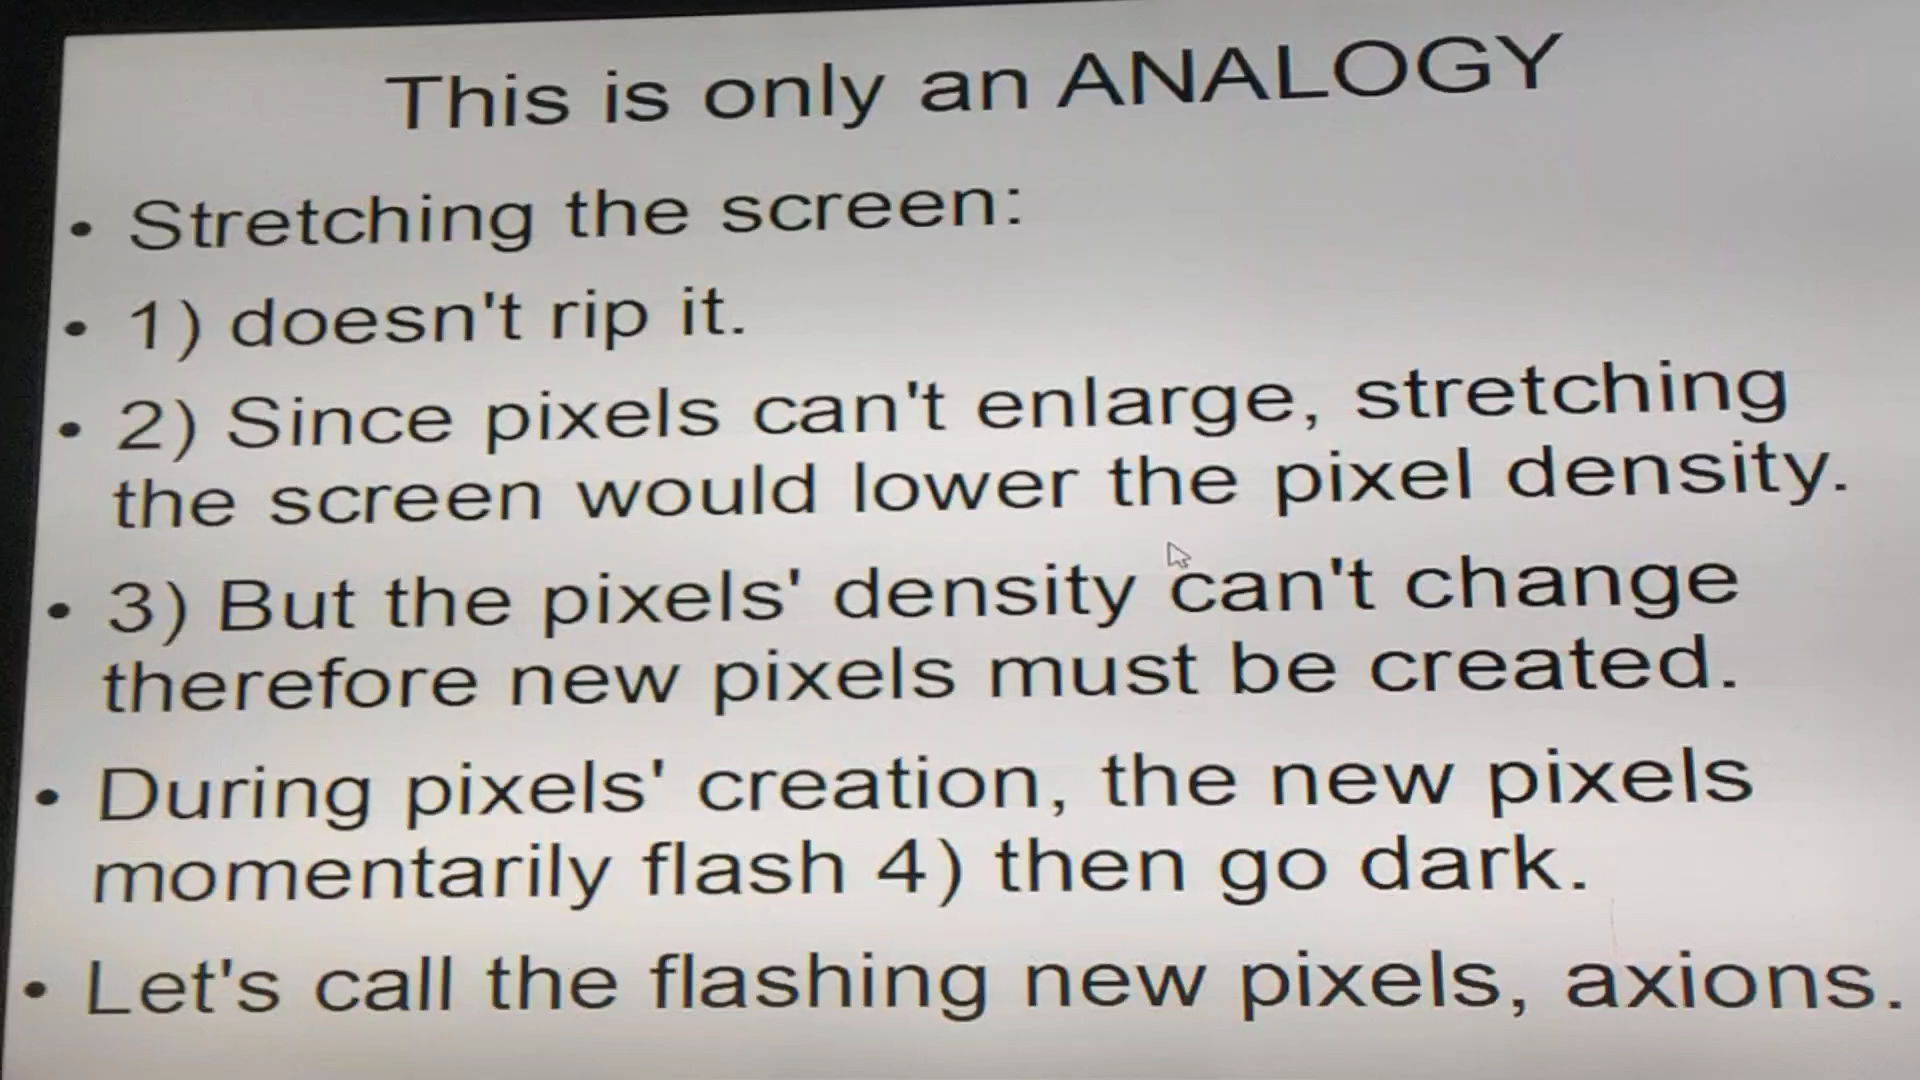 This is only an ANALOGY
• Stretching the screen:
• 1) doesn't rip it.
• 2) Since pixels can't enlarge, stretching
the screen would lower the pixel density.
• 3) But the pixels' density can't change
therefore new pixels must be created.
• During pixels' creation, the new pixels
momentarily flash 4) then go dark.
• Let's call the flashing new pixels, axions.